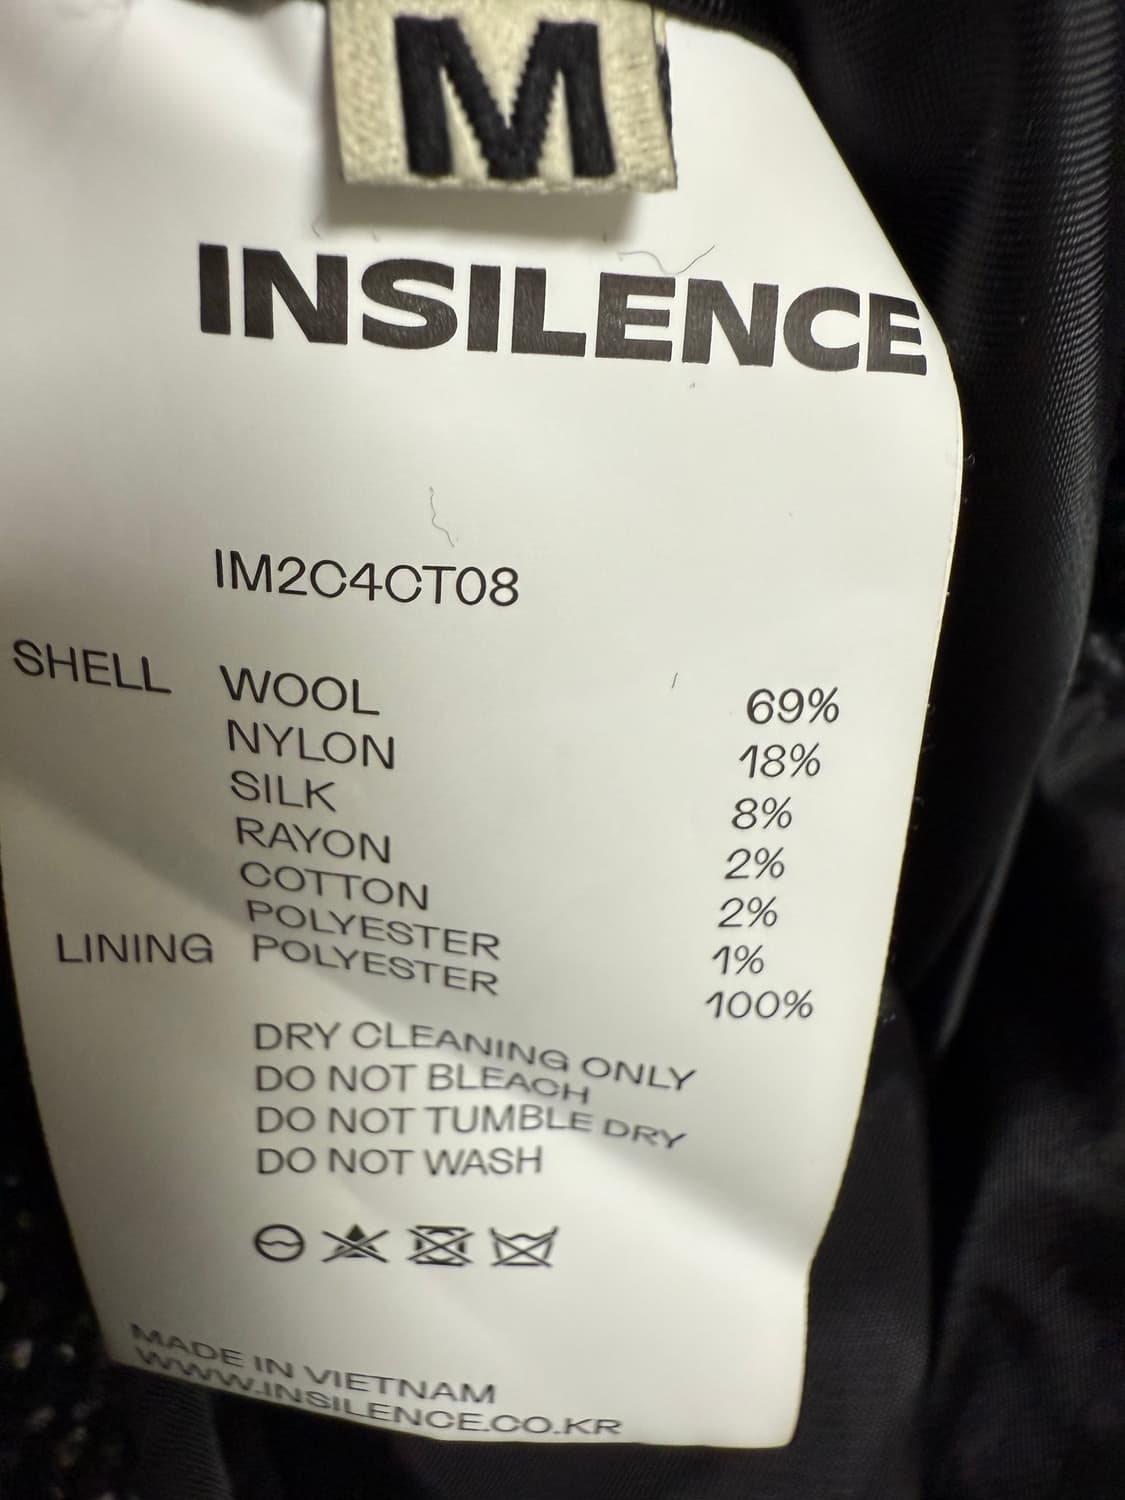 M
INSILENCE
IM2C4CT08
SHELL WOOL 69%
NYLON 18%
SILK 8%
RAYON 2%
COTTON 2%
POLYESTER 1%
LINING POLYESTER 100%
DRY CLEANING ONLY
DO NOT BLEACH
DO NOT TUMBLE DRY
DO NOT WASH
MADE IN VIETNAM
WWW.INSILENCE.CO.KR